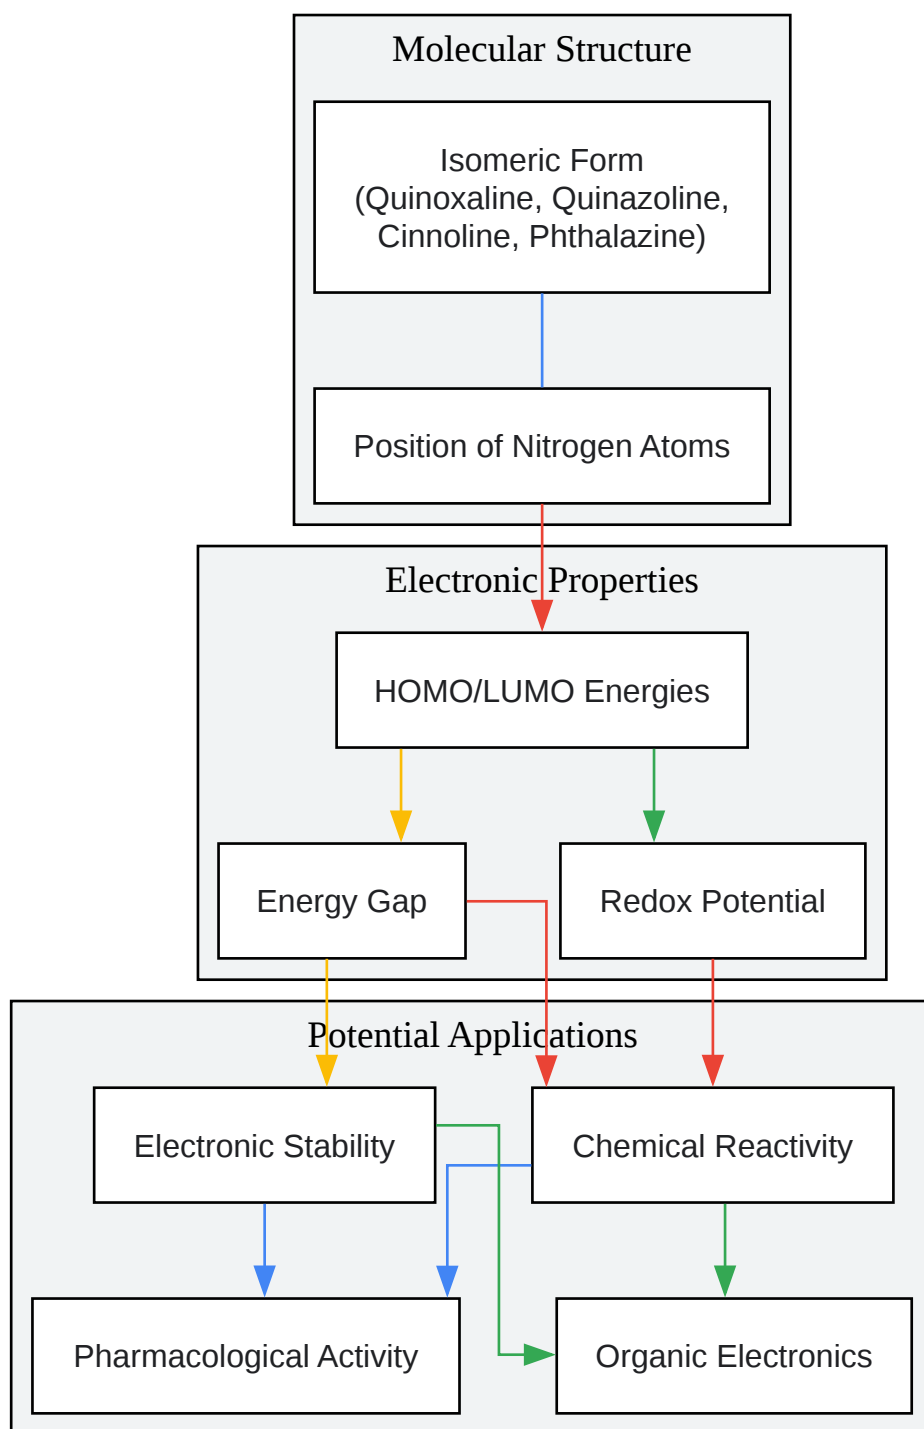 Molecular Structure
Isomeric Form
(Quinoxaline, Quinazoline,
Cinnoline, Phthalazine)
Position of Nitrogen Atoms
Electronic Properties
HOMO/LUMO Energies
Energy Gap
Redox Potential
Potential Applications
Electronic Stability
Chemical Reactivity
Pharmacological Activity
Organic Electronics